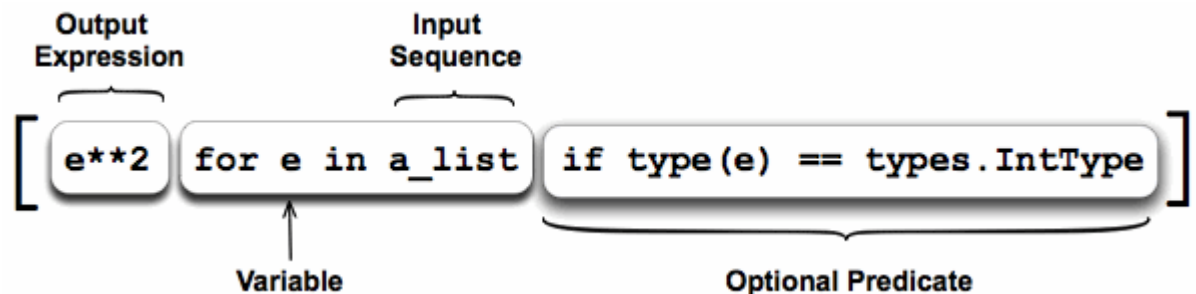 Output
Expression
Input
Sequence
[ e**2 for e in a_list if type(e) == types.IntType ]
Variable
Optional Predicate